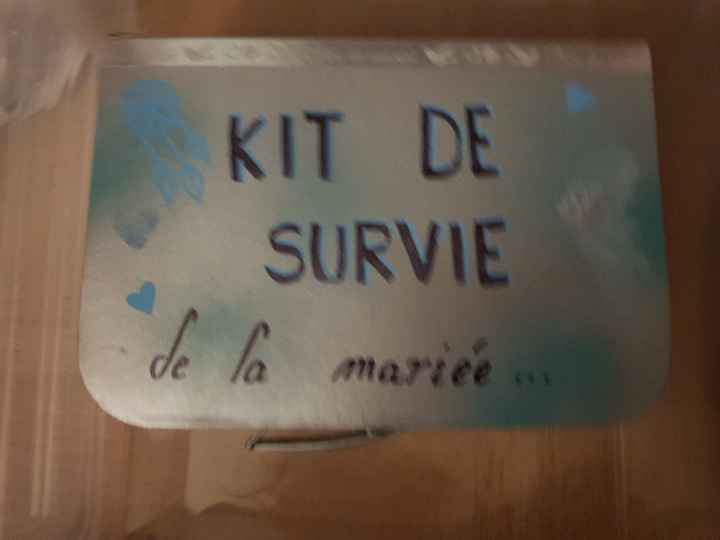 KIT DE
SURVIE
de la mariée...